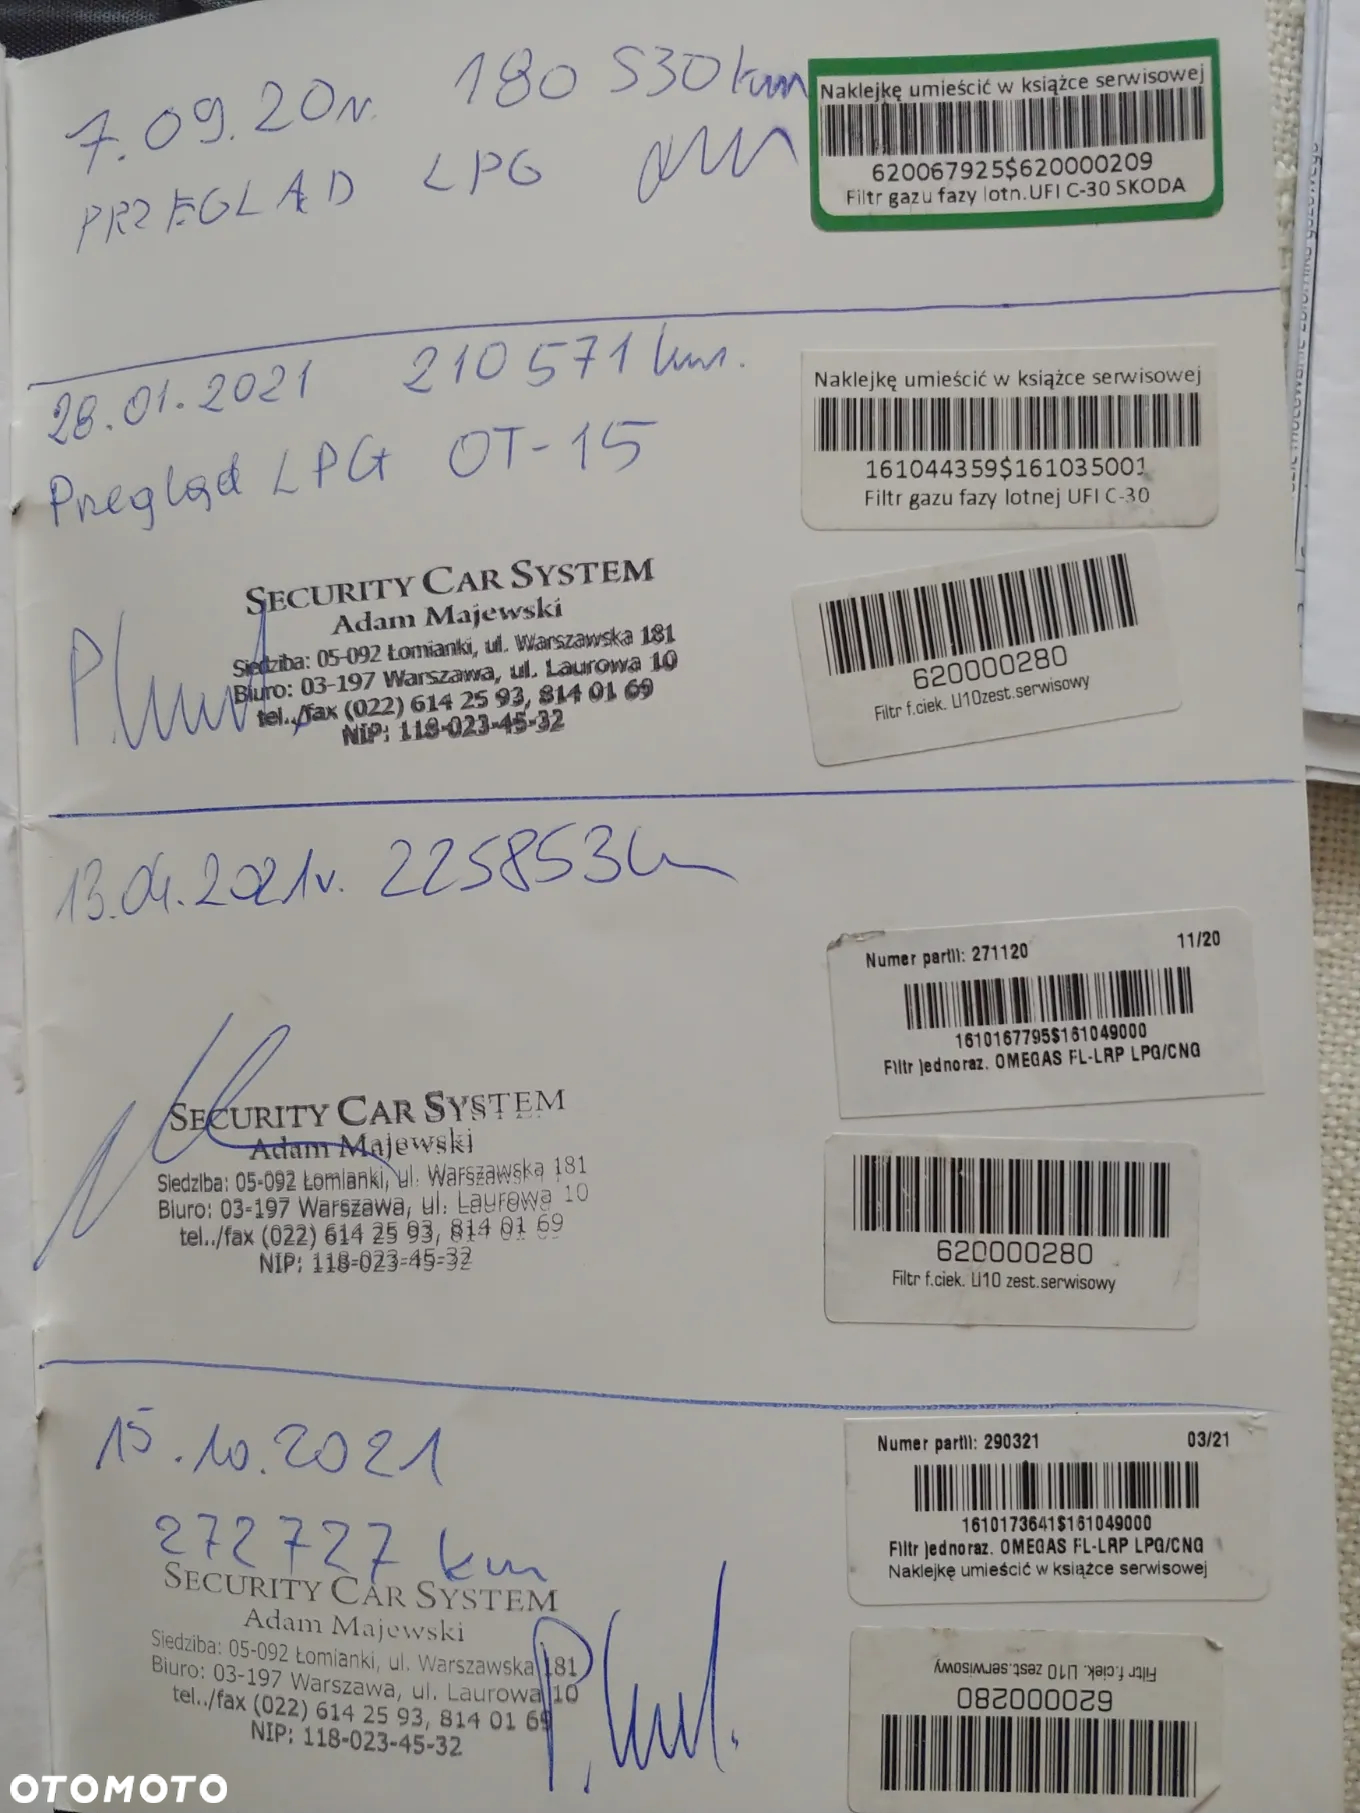 7.09.20r. 180 530 km
PRZEGLĄD LPG
Naklejkę umieścić w książce serwisowej
620067925$620000209
Filtr gazu fazy lotn.UFI C-30 SKODA
28.01.2021 210571 km.
Przegląd LPG OT-15
Naklejkę umieścić w książce serwisowej
161044359$161035001
Filtr gazu fazy lotnej UFI C-30
SECURITY CAR SYSTEM
Adam Majewski
Siedziba: 05-092 Łomianki, ul. Warszawska 181
Biuro: 03-197 Warszawa, ul. Laurowa 10
tel../fax (022) 614 25 93, 814 01 69
NIP: 118-023-45-32
620000280
Filtr f.ciek. LI10zest.serwisowy
13.04.2021r. 225853km
Numer partii: 271120 11/20
1610167795$161049000
Filtr jednoraz. OMEGAS FL-LRP LPG/CNG
SECURITY CAR SYSTEM
Adam Majewski
Siedziba: 05-092 Łomianki, ul. Warszawska 181
Biuro: 03-197 Warszawa, ul. Laurowa 10
tel../fax (022) 614 25 93, 814 01 69
NIP: 118-023-45-32
620000280
Filtr f.ciek. LI10 zest.serwisowy
15.10.2021
272727 km
Numer partii: 290321 03/21
1610173641$161049000
Filtr jednoraz. OMEGAS FL-LRP LPG/CNG
Naklejkę umieścić w książce serwisowej
SECURITY CAR SYSTEM
Adam Majewski
Siedziba: 05-092 Łomianki, ul. Warszawska 181
Biuro: 03-197 Warszawa, ul. Laurowa 10
tel../fax (022) 614 25 93, 814 01 69
NIP: 118-023-45-32
620000280
Filtr f.ciek. LI10 zest.serwisowy
OTOMOTO